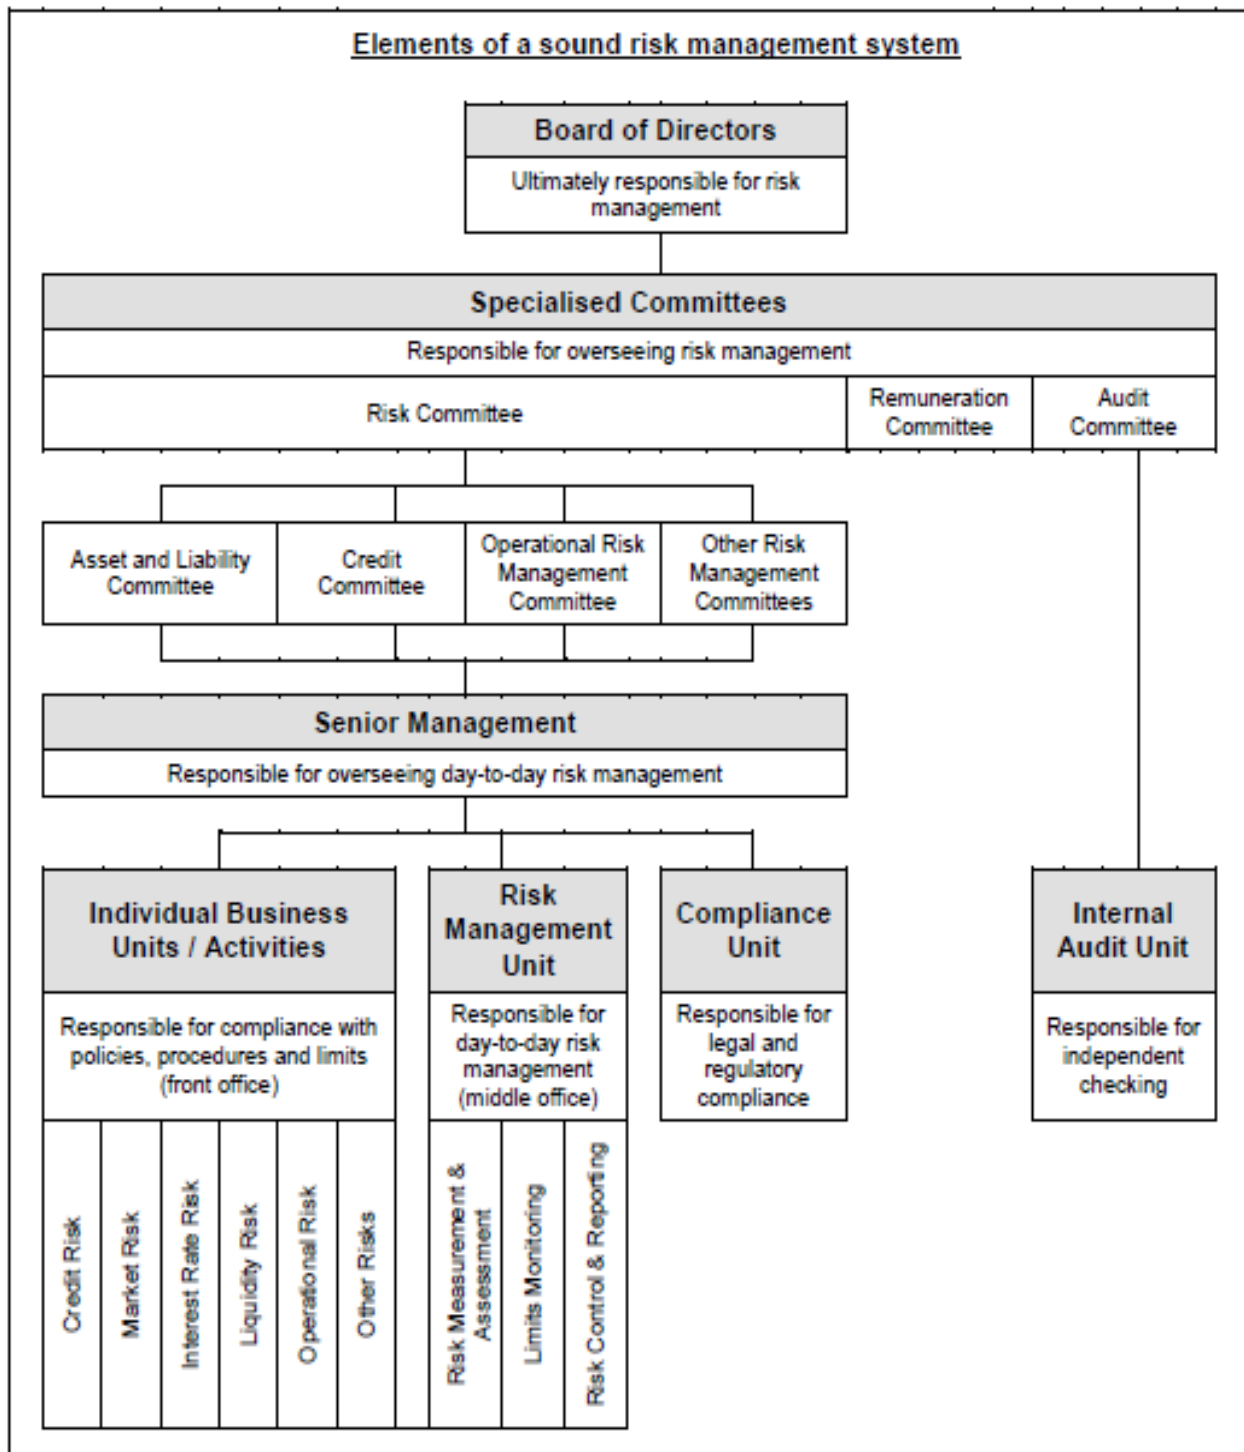 Elements of a sound risk management system
Board of Directors
Ultimately responsible for risk
management
Specialised Committees
Responsible for overseeing risk management
Risk Committee
Remuneration
Committee
Audit
Committee
Asset and Liability
Committee
Credit
Committee
Operational Risk
Management
Committee
Other Risk
Management
Committees
Senior Management
Responsible for overseeing day-to-day risk management
Individual Business
Units / Activities
Responsible for compliance with
policies, procedures and limits
(front office)
Credit Risk
Market Risk
Interest Rate Risk
Liquidity Risk
Operational Risk
Other Risks
Risk
Management
Unit
Responsible for
day-to-day risk
management
(middle office)
Risk Measurement &
Assessment
Limits Monitoring
Risk Control & Reporting
Compliance
Unit
Responsible for
legal and
regulatory
compliance
Internal
Audit Unit
Responsible for
independent
checking